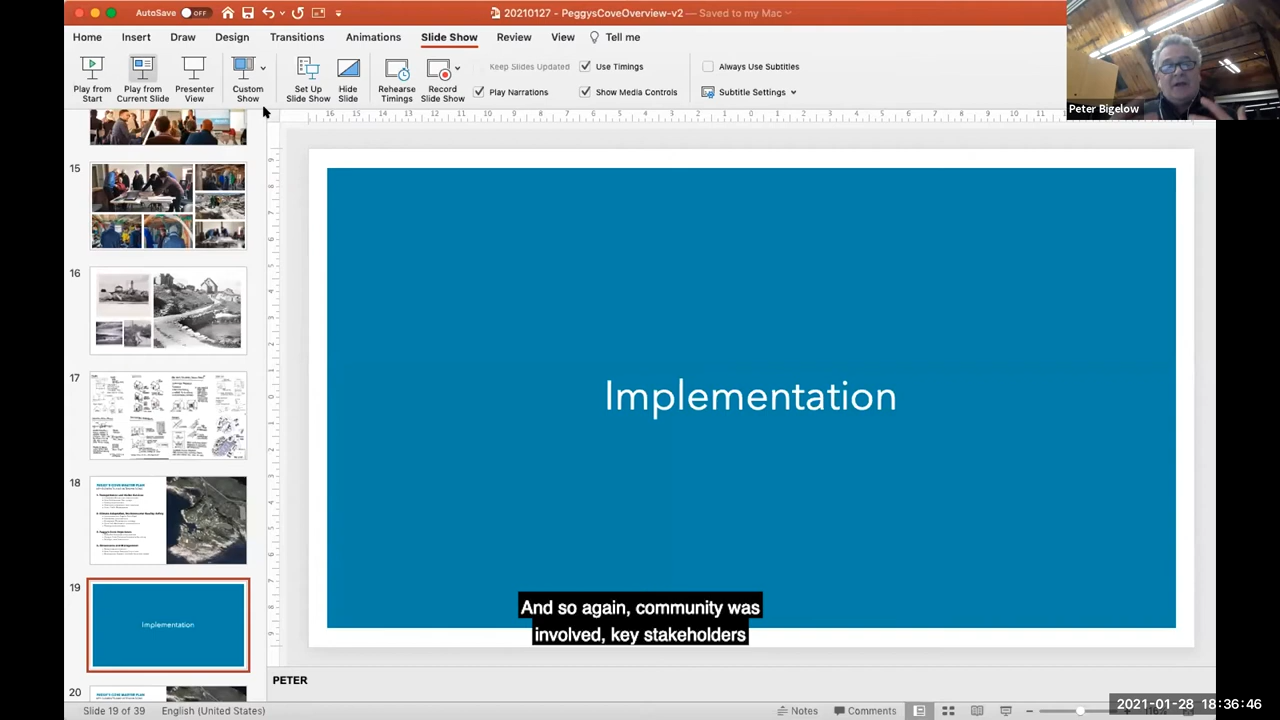 AutoSave OFF
20210127 - PeggysCoveOverview-v2 — Saved to my Mac
Home Insert Draw Design Transitions Animations Slide Show Review View Tell me
Play from Start
Play from Current Slide
Presenter View
Custom Show
Set Up Slide Show
Hide Slide
Rehearse Timings
Record Slide Show
Keep Slides Updated
Use Timings
Play Narrations
Show Media Controls
Always Use Subtitles
Subtitle Settings
Peter Bigelow
15
16
17
18
19
Implementation
20
Implementation
And so again, community was
involved, key stakeholders
PETER
Slide 19 of 39 English (United States)
Notes Comments
2021-01-28 18:36:46